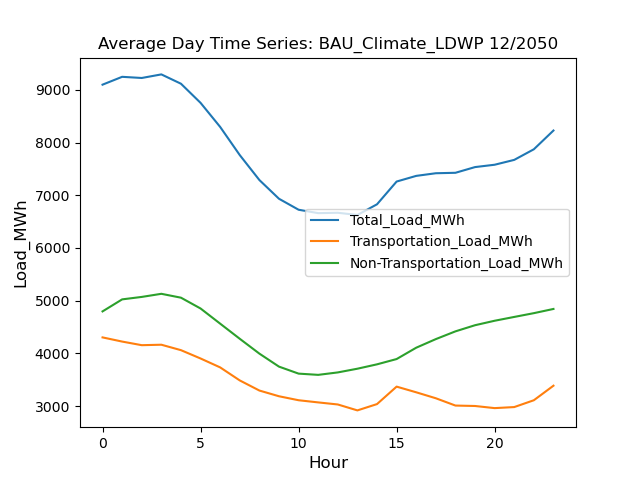 Average Day Time Series: BAU_Climate_LDWP 12/2050
Load_MWh
9000
8000
7000
6000
5000
4000
3000
Total_Load_MWh
Transportation_Load_MWh
Non-Transportation_Load_MWh
0 5 10 15 20
Hour